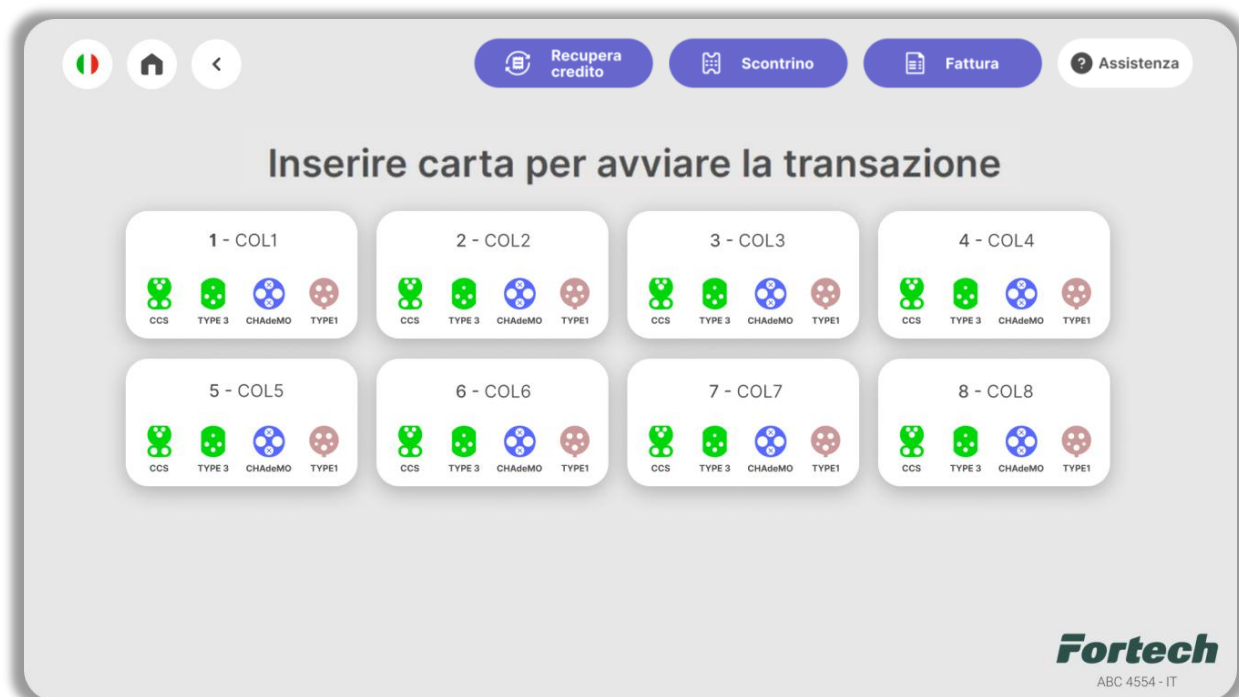 Recupera
credito
Scontrino
Fattura
Assistenza
Inserire carta per avviare la transazione
1 - COL1
CCS TYPE 3 CHAdeMO TYPE1
2 - COL2
CCS TYPE 3 CHAdeMO TYPE1
3 - COL3
CCS TYPE 3 CHAdeMO TYPE1
4 - COL4
CCS TYPE 3 CHAdeMO TYPE1
5 - COL5
CCS TYPE 3 CHAdeMO TYPE1
6 - COL6
CCS TYPE 3 CHAdeMO TYPE1
7 - COL7
CCS TYPE 3 CHAdeMO TYPE1
8 - COL8
CCS TYPE 3 CHAdeMO TYPE1
Fortech
ABC 4554 - IT